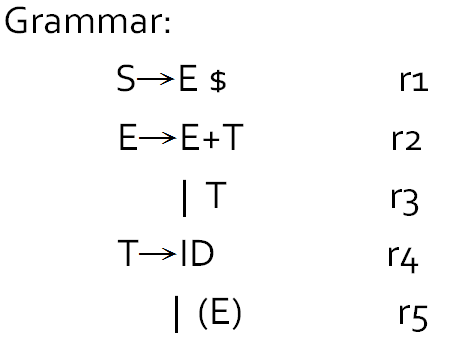 Grammar:
S→E $ r1
E→E+T r2
| T r3
T→ID r4
| (E) r5